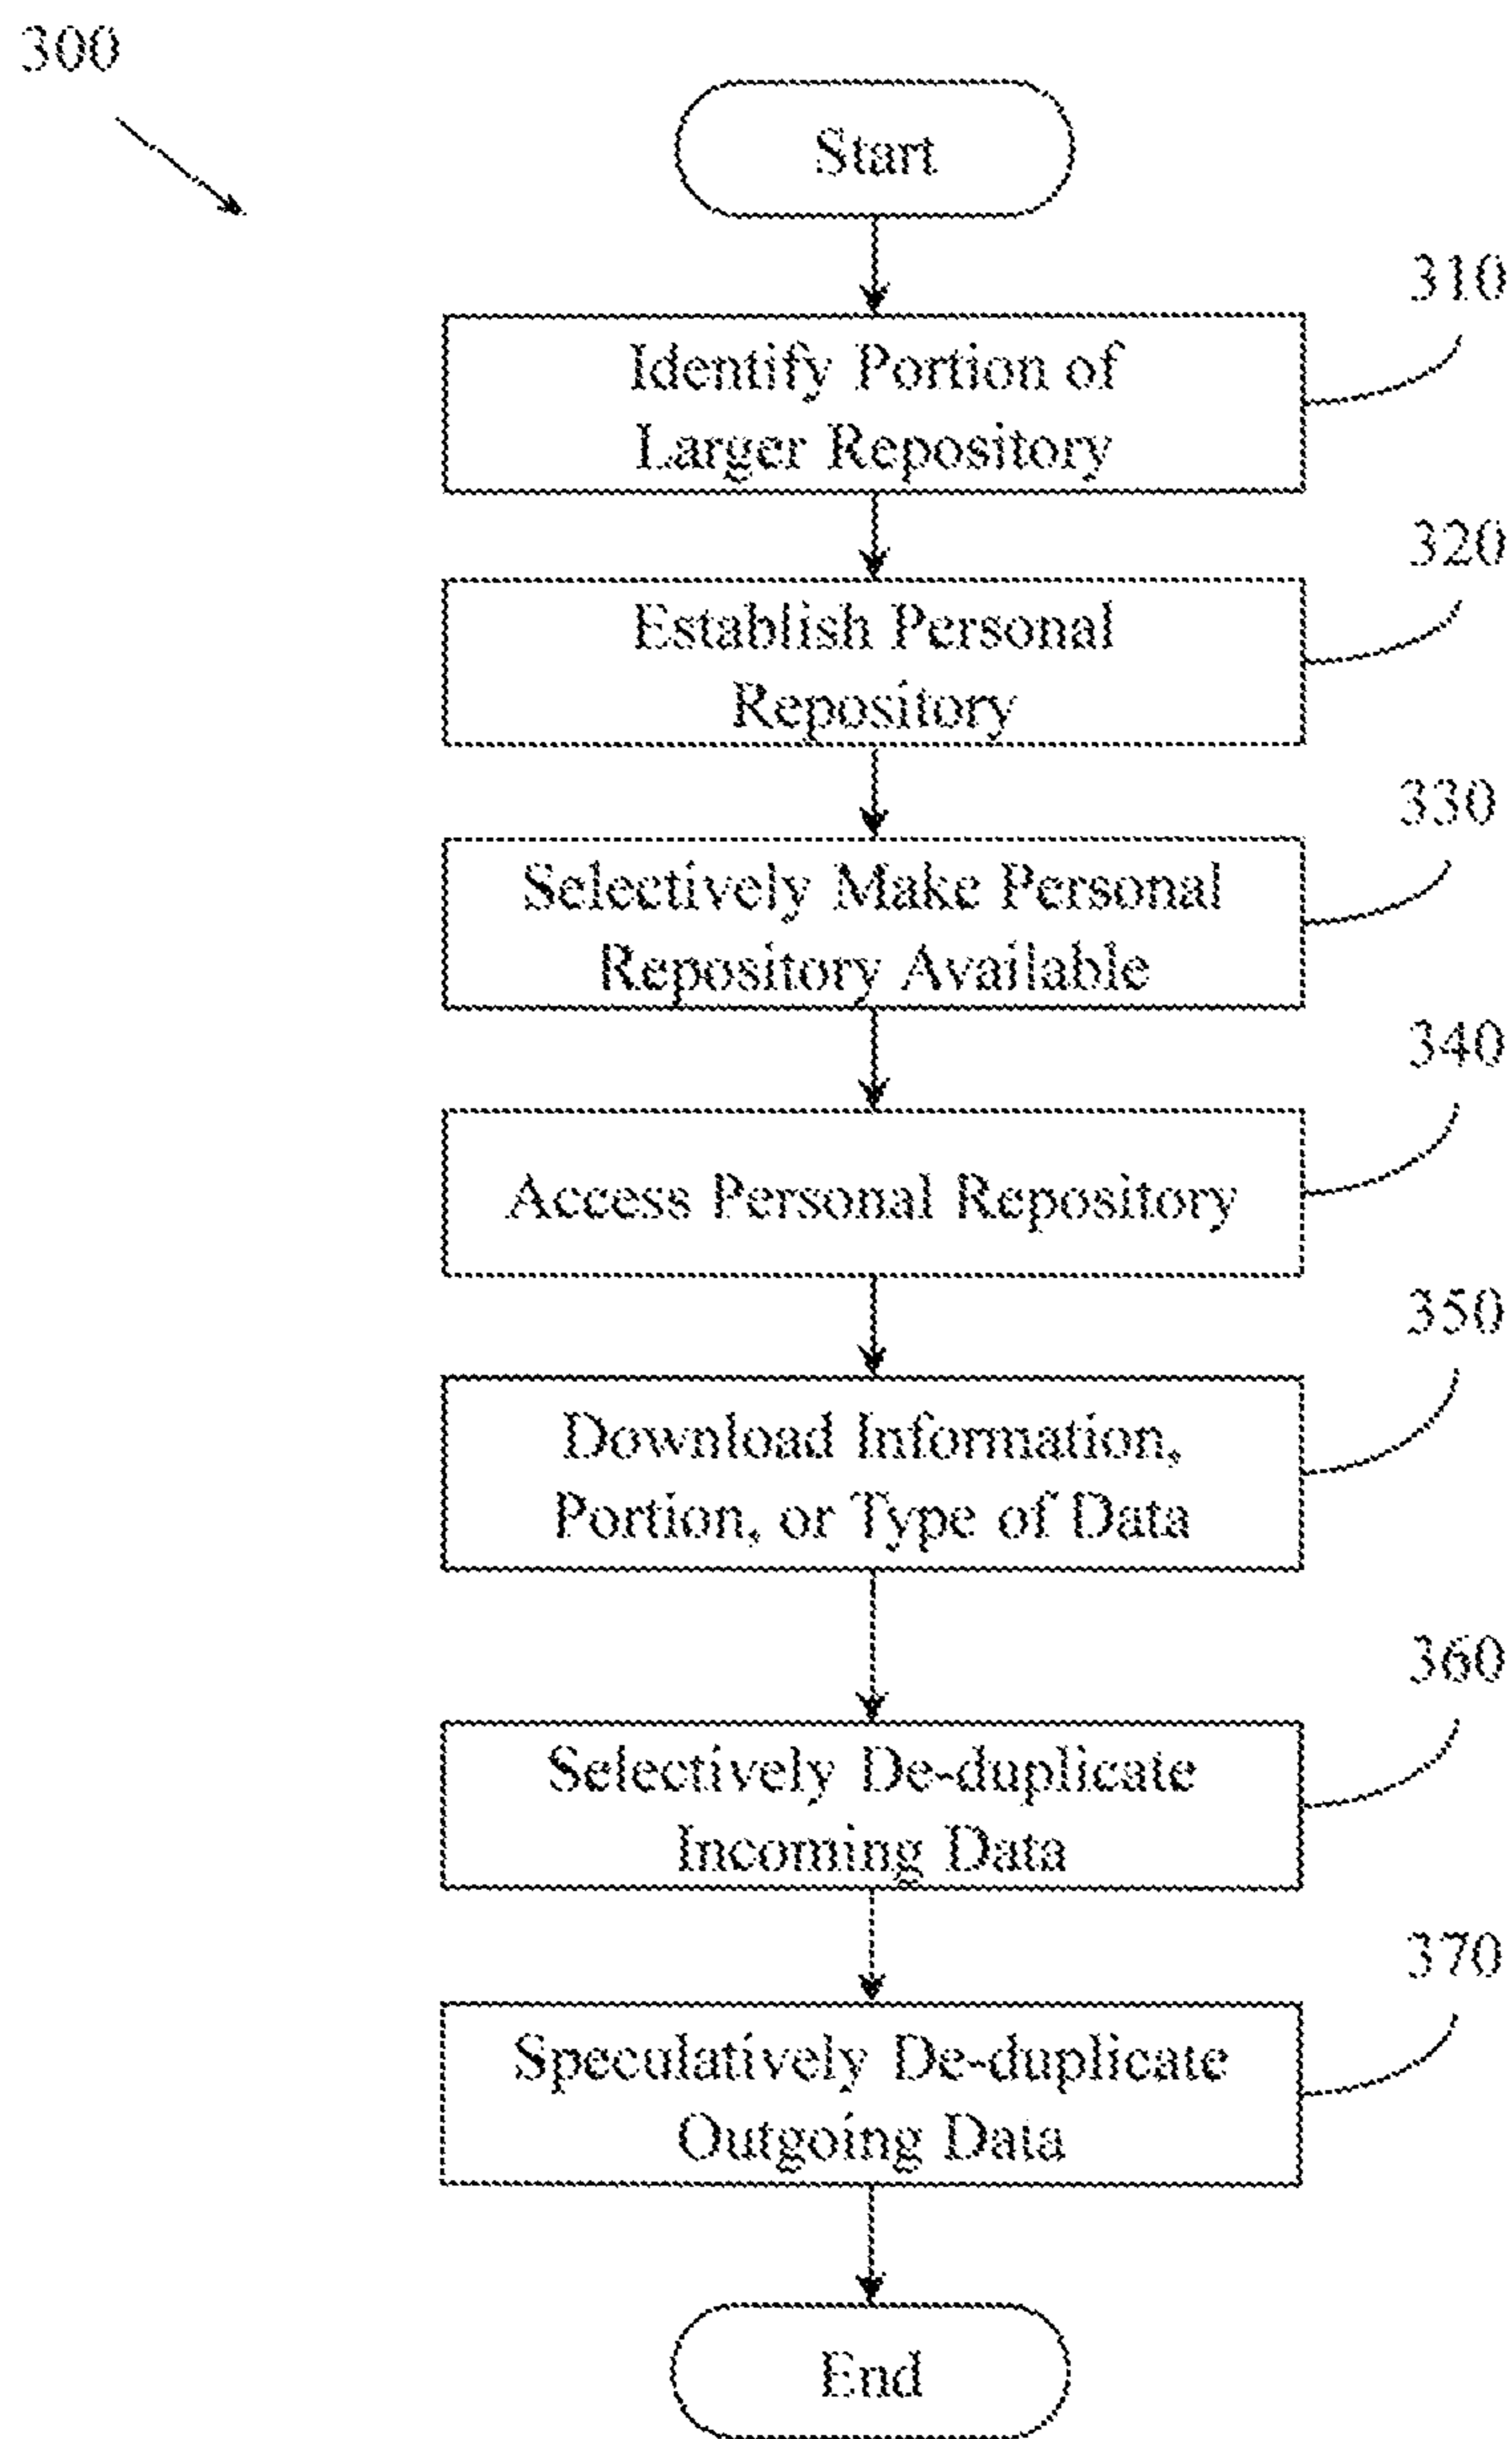 300
Start
310
Identify Portion of
Larger Repository
320
Establish Personal
Repository
330
Selectively Make Personal
Repository Available
340
Access Personal Repository
350
Download Information,
Portion, or Type of Data
360
Selectively De-duplicate
Incoming Data
370
Speculatively De-duplicate
Outgoing Data
End